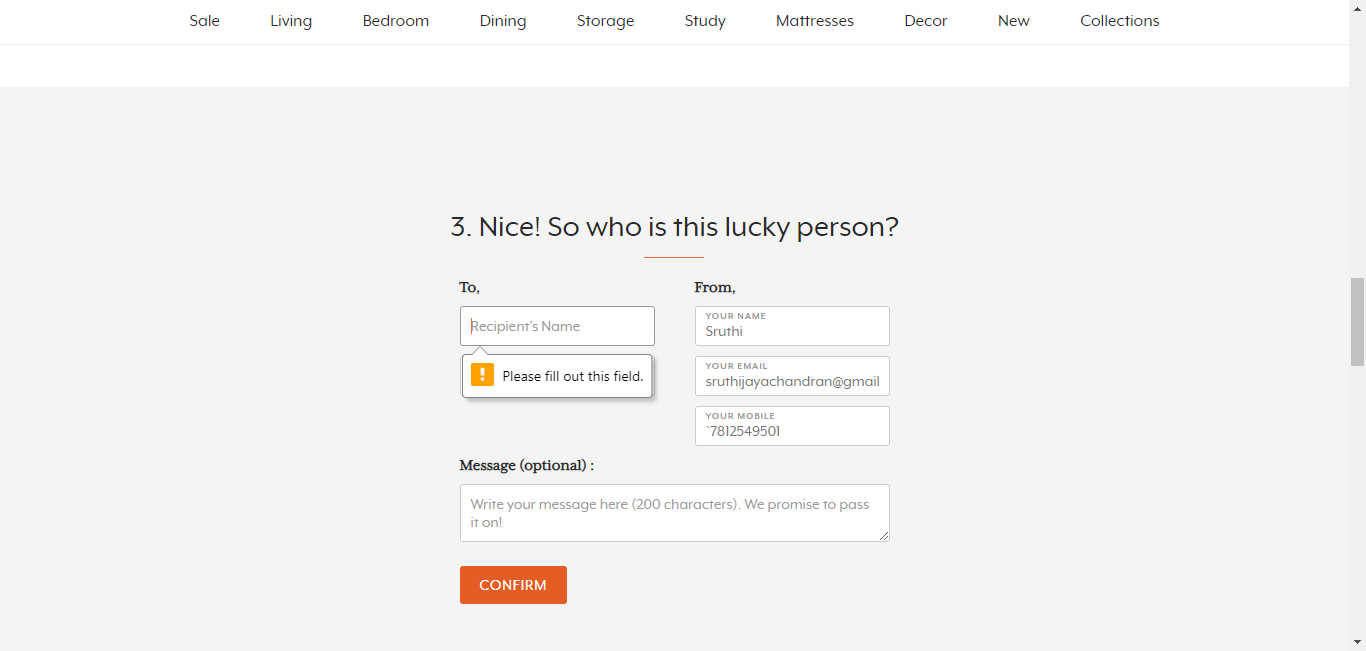 Sale Living Bedroom Dining Storage Study Mattresses Decor New Collections
3. Nice! So who is this lucky person?
To,
Recipient's Name
Please fill out this field.
From,
YOUR NAME
Sruthi
YOUR EMAIL
sruthijayachandran@gmail
YOUR MOBILE
`7812549501
Message (optional) :
Write your message here (200 characters). We promise to pass
it on!
CONFIRM